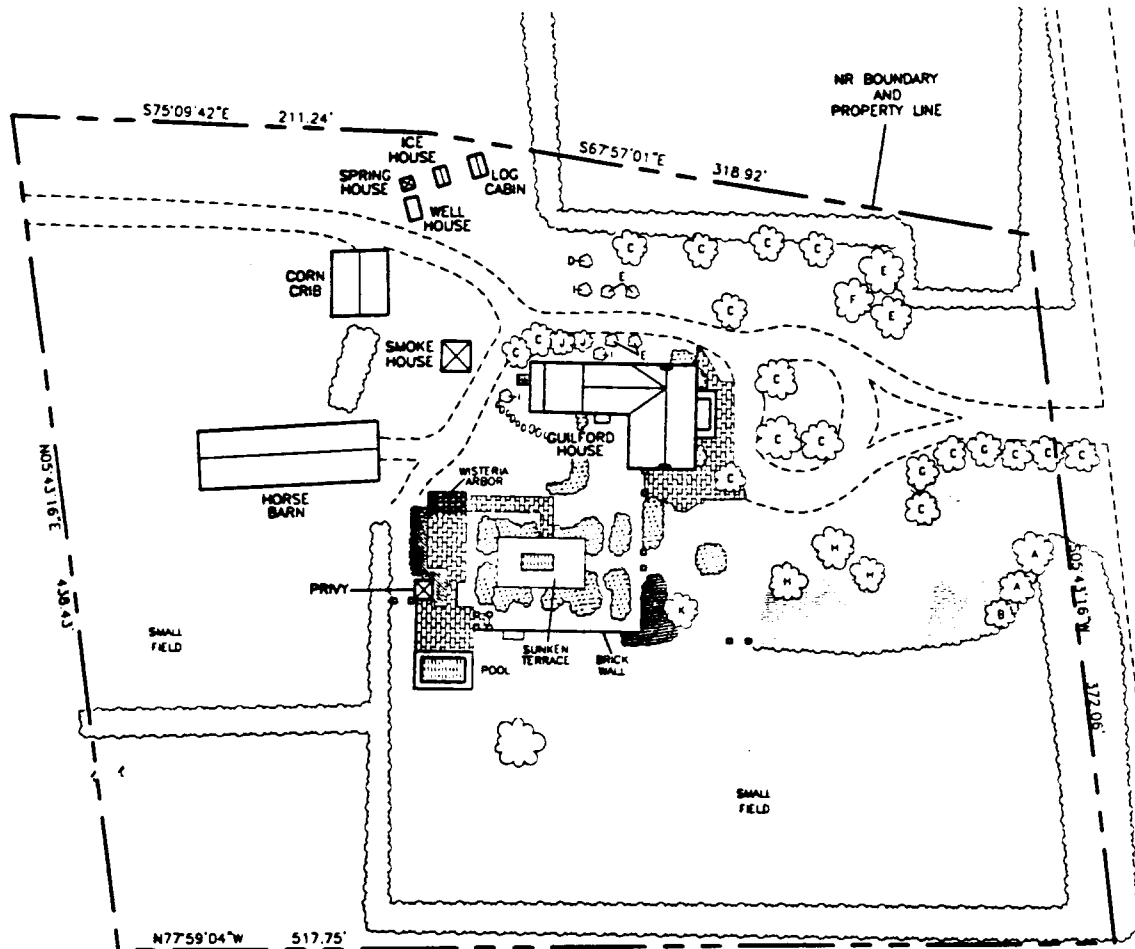 NR BOUNDARY
AND
PROPERTY LINE
S75°09'42"E 211.24'
S67°57'01"E 318.92'
ICE
HOUSE
SPRING
HOUSE
LOG
CABIN
WELL
HOUSE
D
C
C
C
C
E
H
E
F
E
C
CORN
CRIB
SMOKE
HOUSE
C
C
J
J
E
I
C
I
GUILFORD
HOUSE
C
C
C
C
G
C
C
C
G
C
WISTERIA
ARBOR
HORSE
BARN
N05°43'16"E
438.43'
S05°43'16"W
372.06'
H
H
H
A
A
B
K
PRIVY
SMALL
FIELD
SUNKEN
TERRACE
BRICK
WALL
POOL
SMALL
FIELD
N77°59'04"W 517.75'